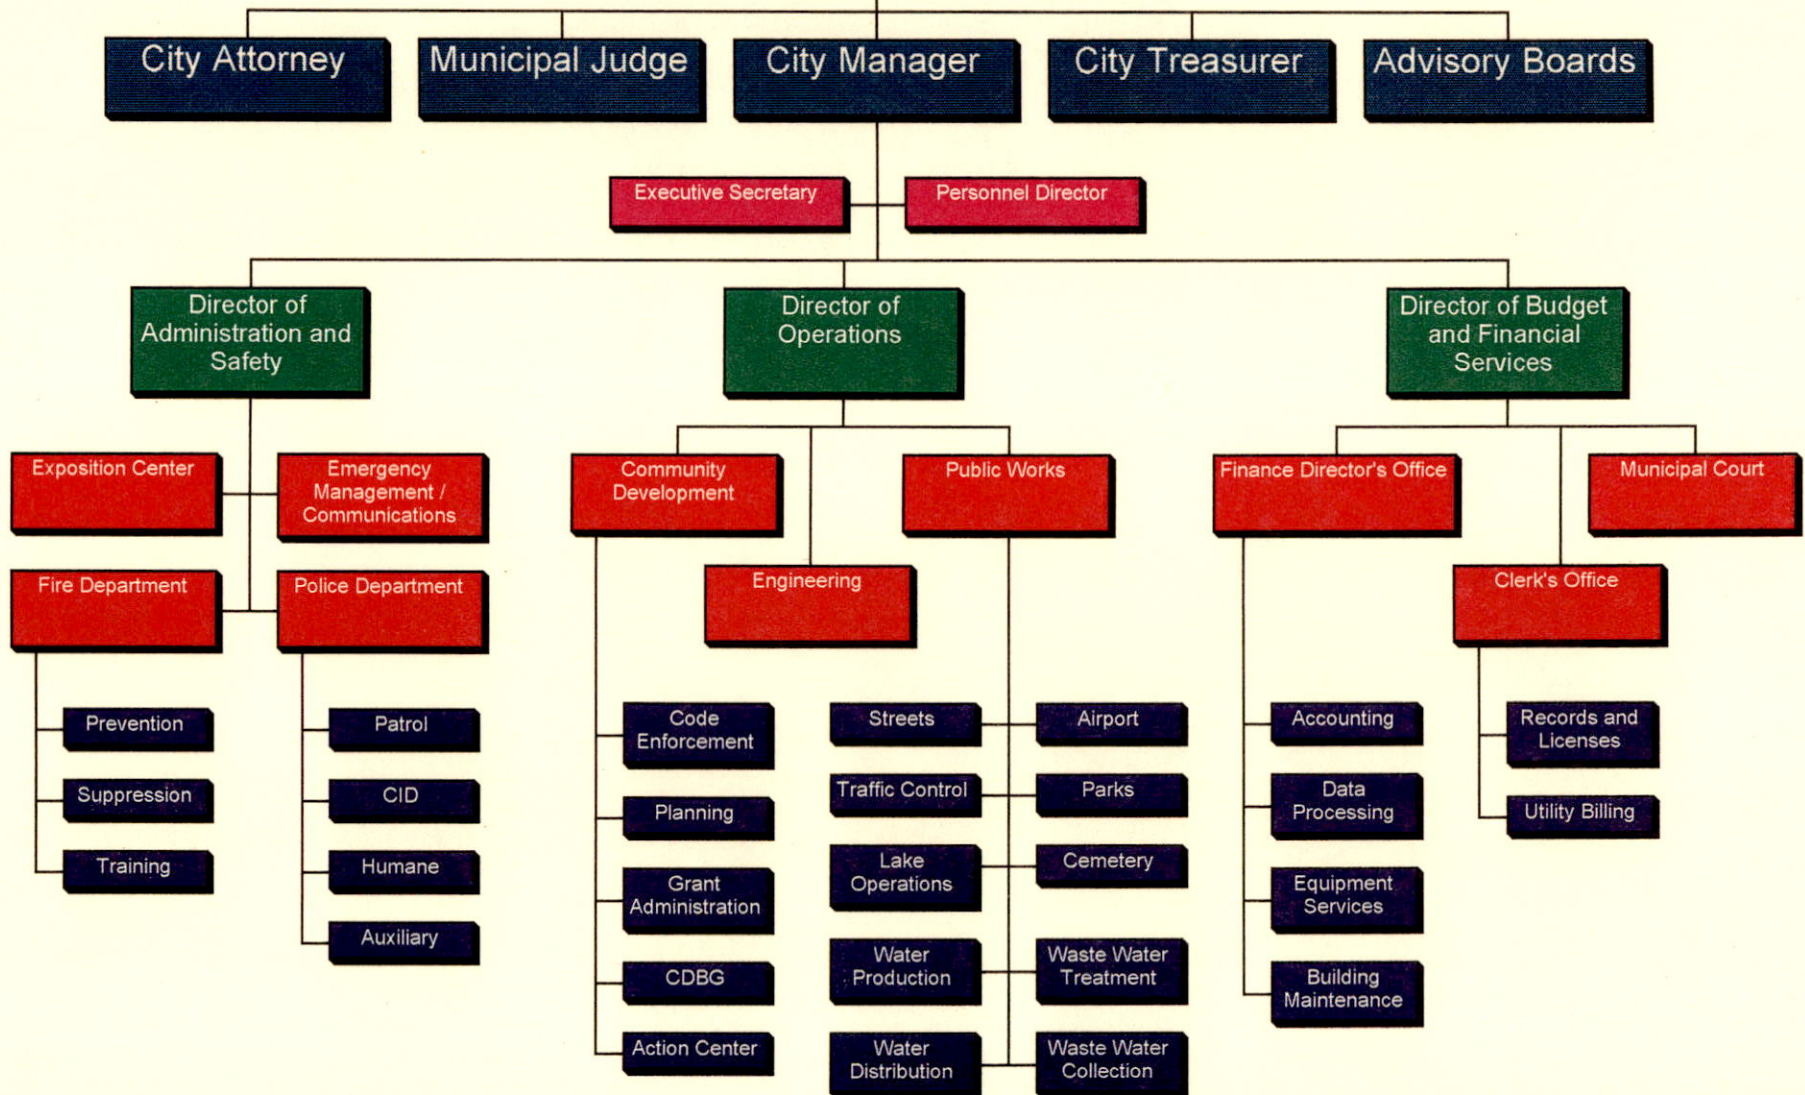 City Attorney
Municipal Judge
City Manager
City Treasurer
Advisory Boards
Executive Secretary
Personnel Director
Director of
Administration and
Safety
Director of
Operations
Director of Budget
and Financial
Services
Exposition Center
Emergency
Management /
Communications
Fire Department
Police Department
Prevention
Suppression
Training
Patrol
CID
Humane
Auxiliary
Community
Development
Public Works
Engineering
Code
Enforcement
Planning
Grant
Administration
CDBG
Action Center
Streets
Airport
Traffic Control
Parks
Lake
Operations
Cemetery
Water
Production
Waste Water
Treatment
Water
Distribution
Waste Water
Collection
Finance Director's Office
Municipal Court
Clerk's Office
Accounting
Data
Processing
Equipment
Services
Building
Maintenance
Records and
Licenses
Utility Billing